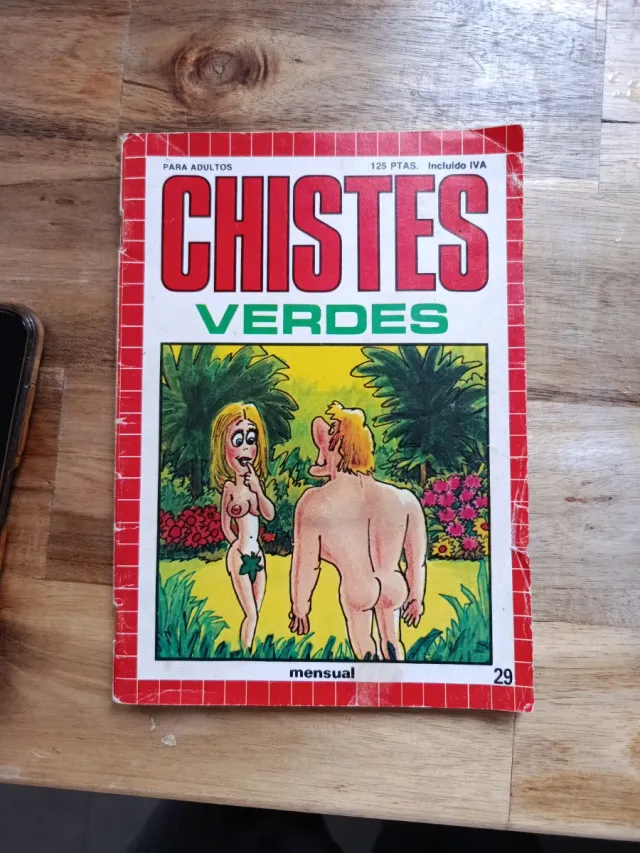 PARA ADULTOS 125 PTAS. Incluido IVA
CHISTES
VERDES
mensual
29